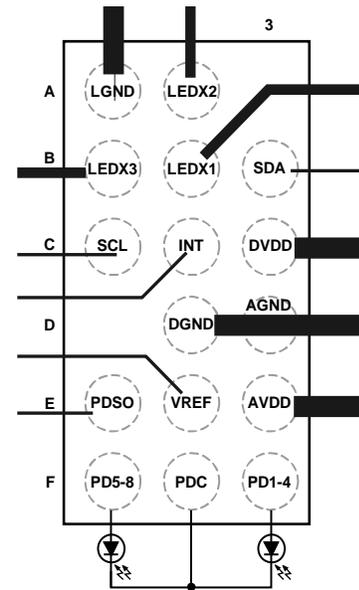 3
A LGND LEDX2
B LEDX3 LEDX1 SDA
C SCL INT DVDD
D DGND AGND
E PDSO VREF AVDD
F PD5-8 PDC PD1-4